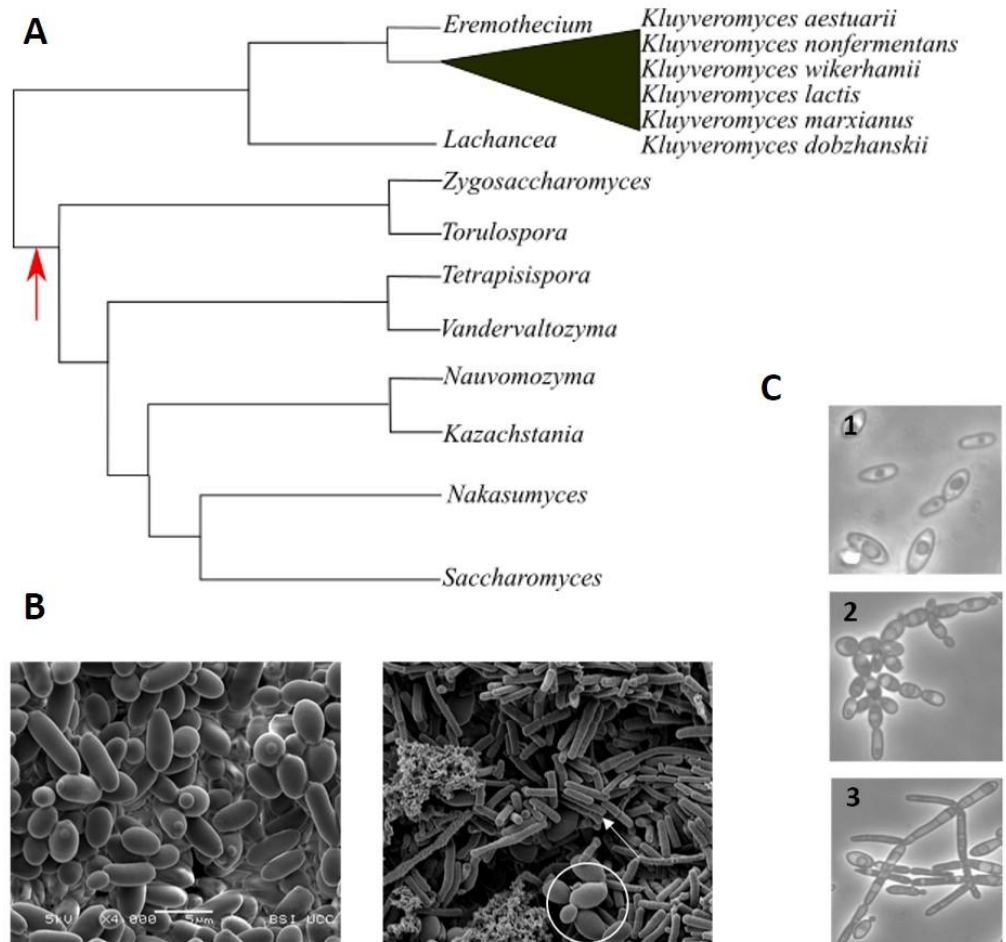 A
Eremothecium
Kluyveromyces aestuarii
Kluyveromyces nonfermentans
Kluyveromyces wikerhamii
Kluyveromyces lactis
Kluyveromyces marxianus
Kluyveromyces dobzhanskii
Lachancea
Zygosaccharomyces
Torulospora
Tetrapisispora
Vandervaltozyma
Nauvomozyma
Kazachstania
Nakasumyces
Saccharomyces
B
5kV X4,000 5µm BSI UCC
C
1
2
3